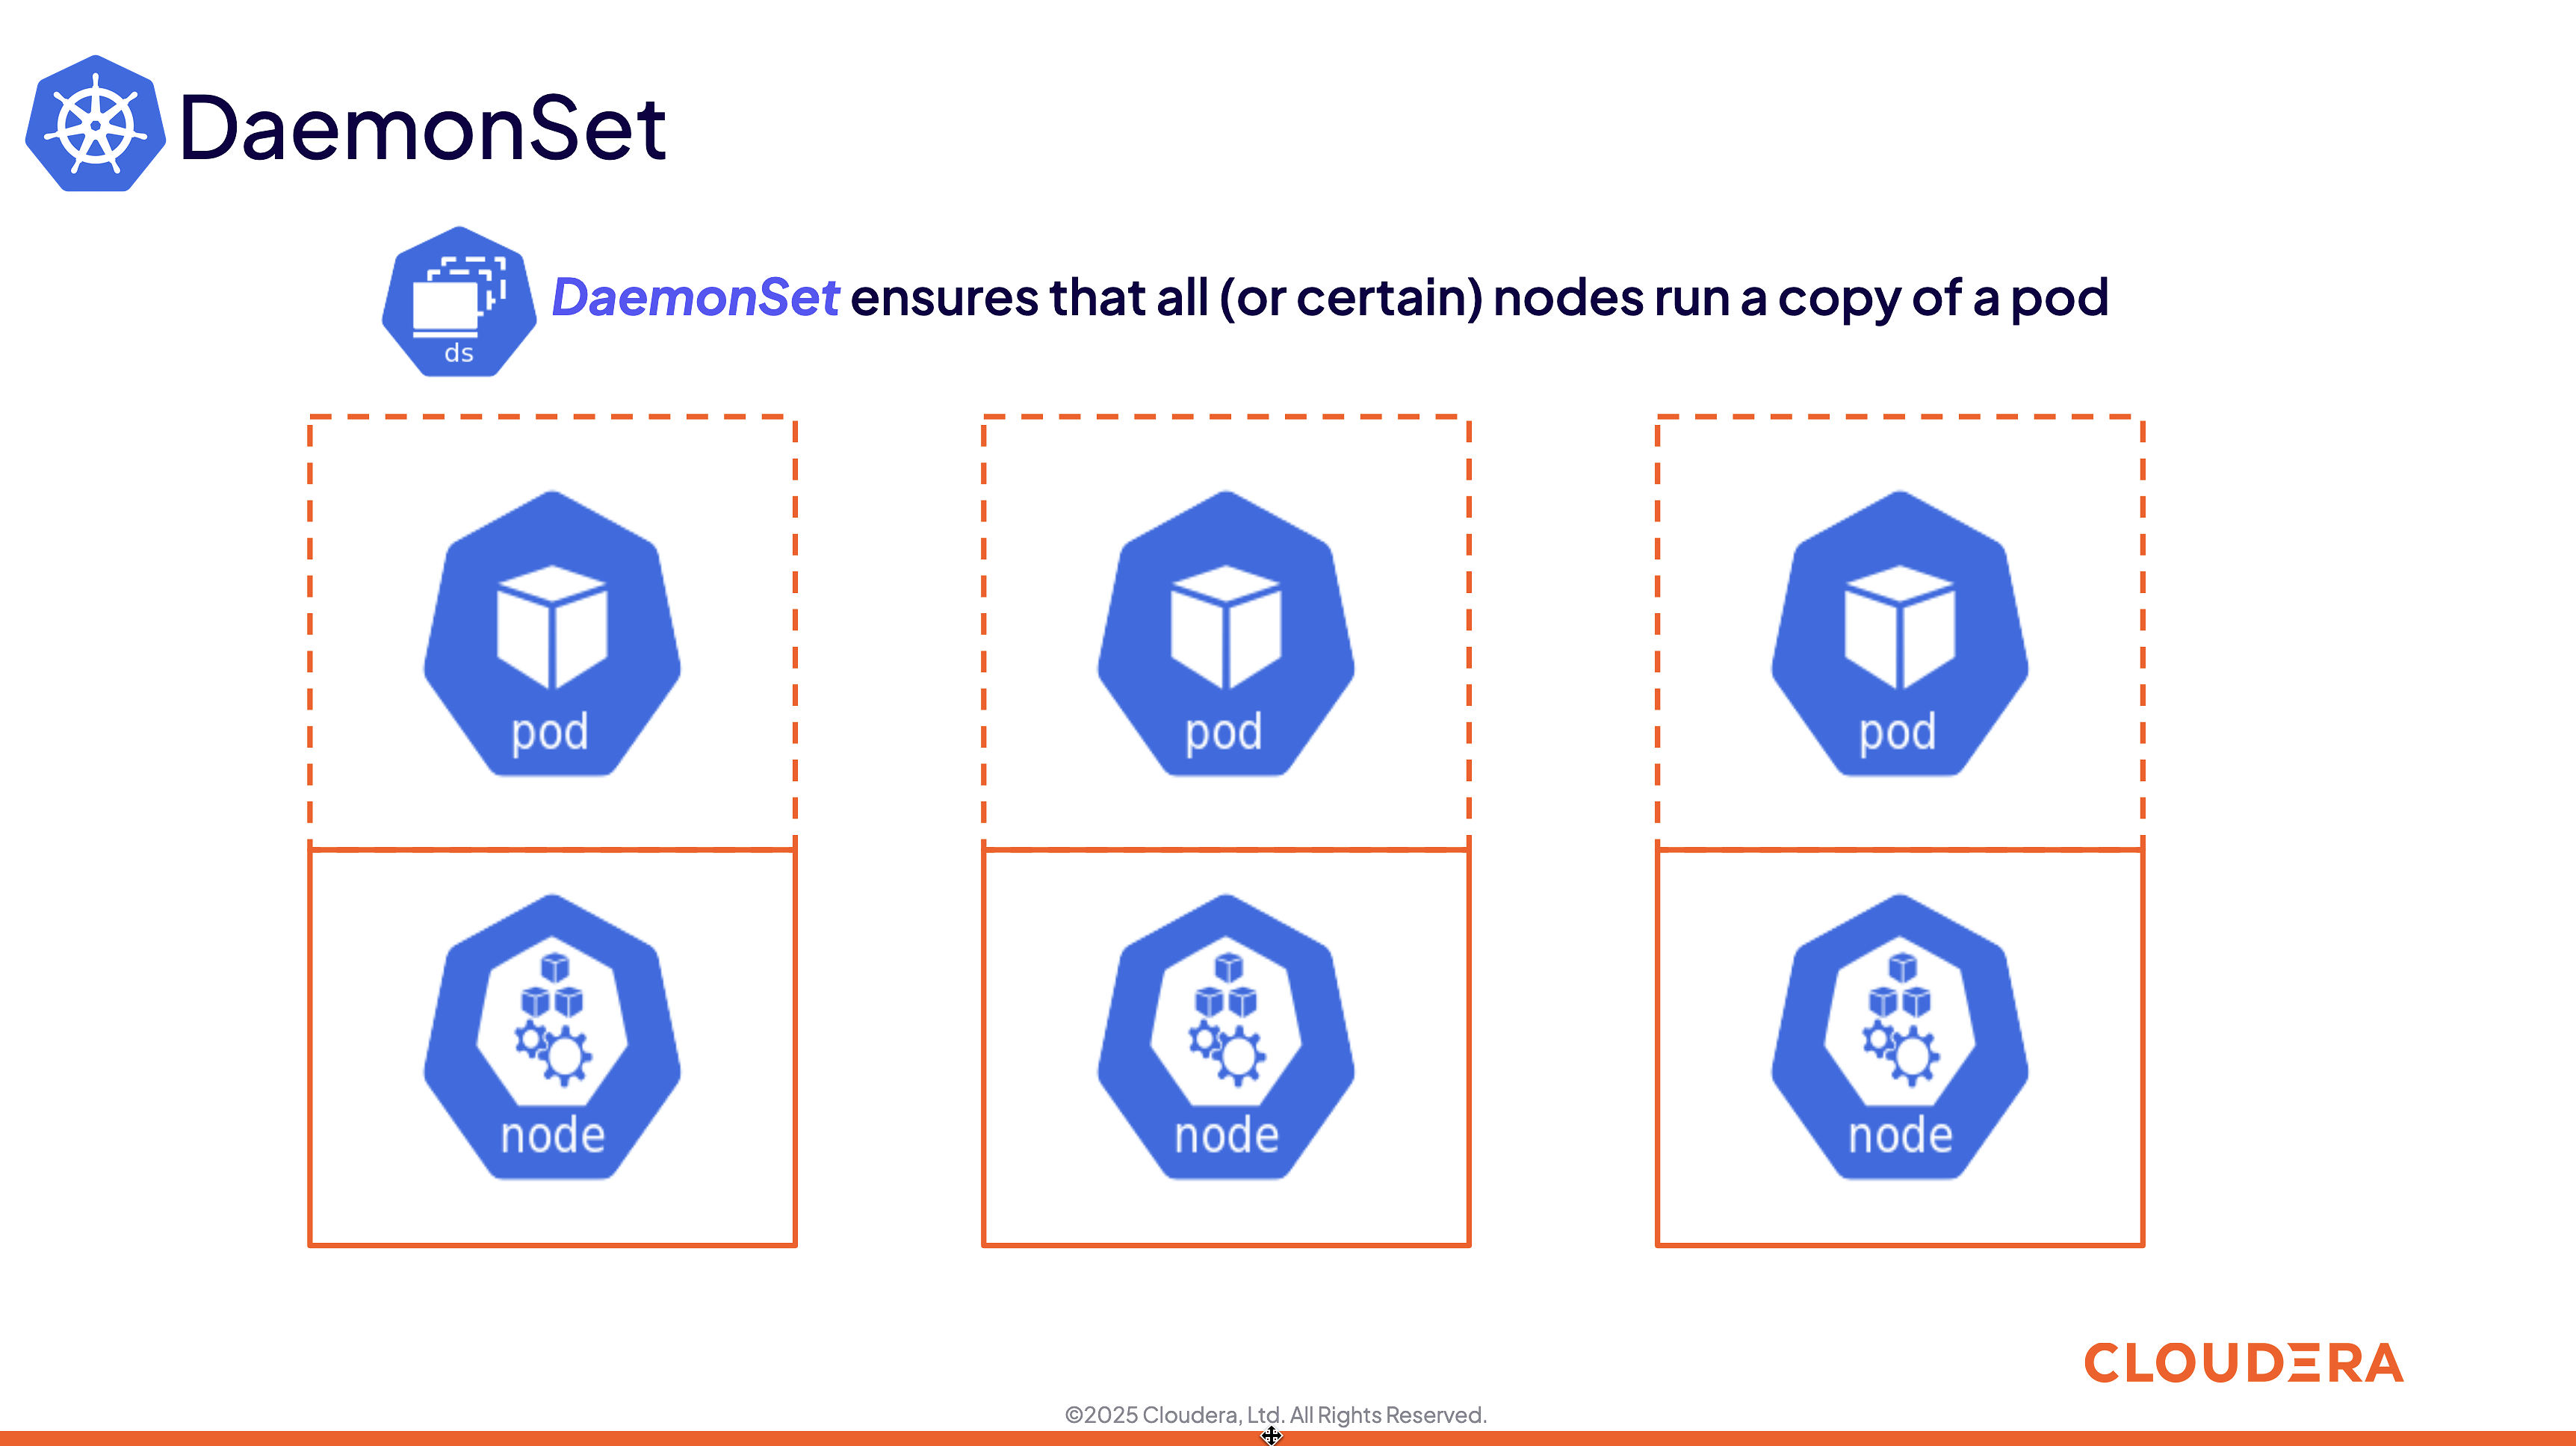 DaemonSet
DaemonSet ensures that all (or certain) nodes run a copy of a pod
ds
pod
pod
pod
node
node
node
CLOUDERA
©2025 Cloudera, Ltd. All Rights Reserved.